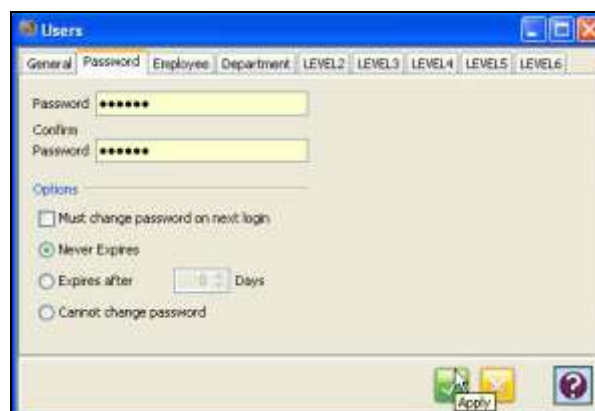 Users
General Password Employee Department LEVEL2 LEVEL3 LEVEL4 LEVEL5 LEVEL6
Password ●●●●●●
Confirm
Password ●●●●●●
Options
Must change password on next login
Never Expires
Expires after 0 Days
Cannot change password
?
Apply